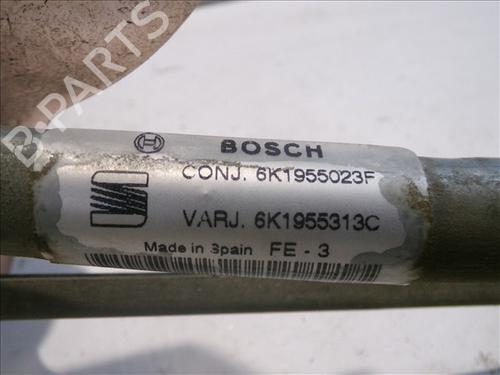 B-PARTS
BOSCH
CONJ. 6K1955023F
VARJ. 6K1955313C
Made in Spain FE - 3